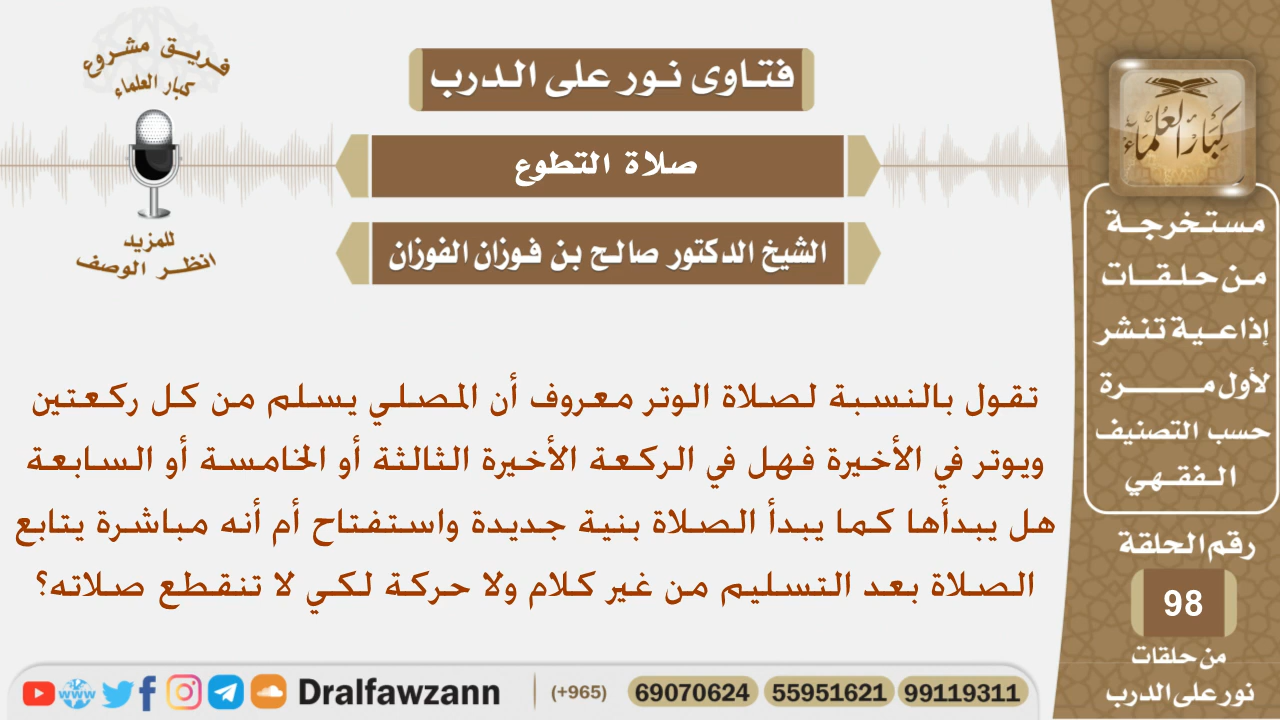 فتاوى نور على الدرب
صلاة التطوع
الشيخ الدكتور صالح بن فوزان الفوزان
فريق مشروع
كبار العلماء
للمزيد
انظر الوصف
تقول بالنسبة لصلاة الوتر معروف أن المصلي يسلم من كل ركعتين
ويوتر في الأخيرة فهل في الركعة الأخيرة الثالثة أو الخامسة أو السابعة
هل يبدأها كما يبدأ الصلاة بنية جديدة واستفتاح أم أنه مباشرة يتابع
الصلاة بعد التسليم من غير كلام ولا حركة لكي لا تنقطع صلاته؟
كبار العلماء
مستخرجة
من حلقات
إذاعية تنشر
لأول مرة
حسب التصنيف
الفقهي
رقم الحلقة
98
من حلقات
نور على الدرب
www
Dralfawzann
(+965)
69070624
55951621
99119311